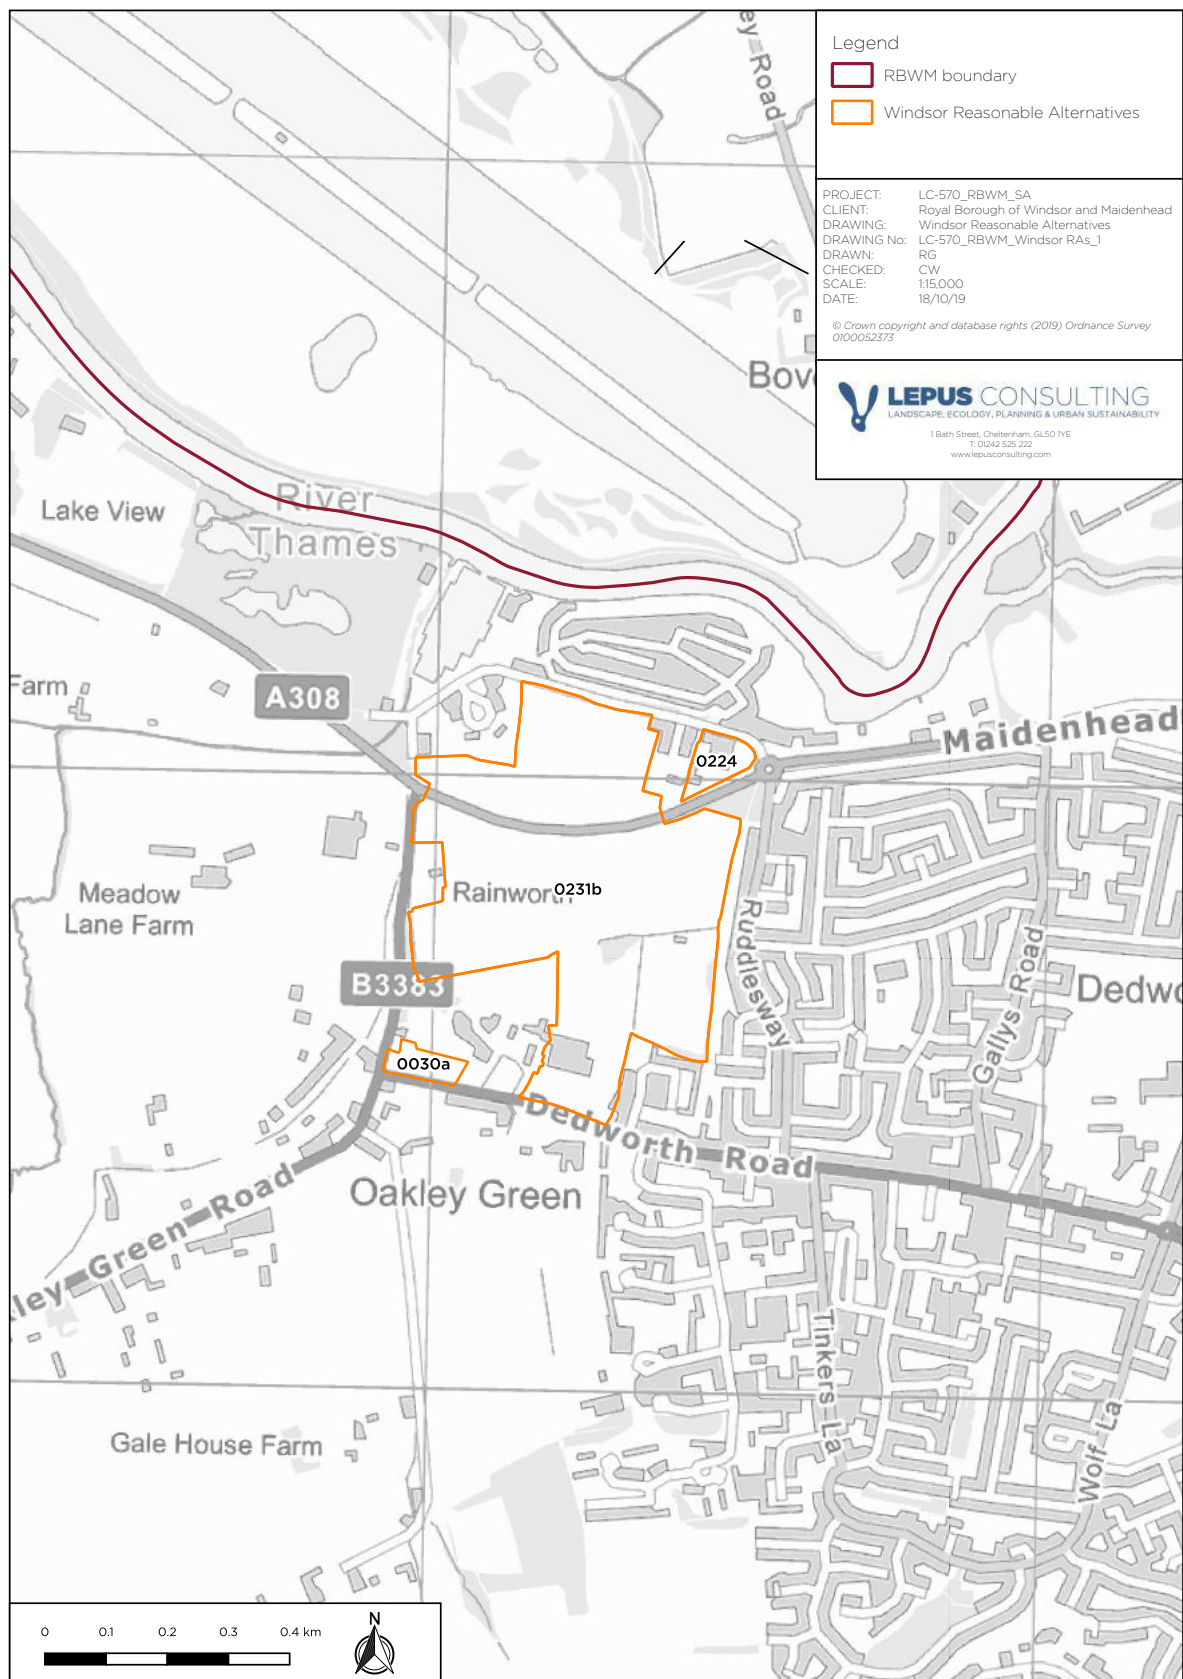 Legend
RBWM boundary
Windsor Reasonable Alternatives
PROJECT: LC-570_RBWM_SA
CLIENT: Royal Borough of Windsor and Maidenhead
DRAWING: Windsor Reasonable Alternatives
DRAWING No: LC-570_RBWM_Windsor RAs_1
DRAWN: RG
CHECKED: CW
SCALE: 1:15,000
DATE: 18/10/19
© Crown copyright and database rights (2019) Ordnance Survey
0100052373
LEPUS CONSULTING
LANDSCAPE, ECOLOGY, PLANNING & URBAN SUSTAINABILITY
1 Bath Street, Cheltenham, GL50 1YE
T: 01242 525 222
www.lepusconsulting.com
ey Road
Bov
Lake View
River
Thames
Farm
A308
Maidenhead
0224
Meadow
Lane Farm
Rainworth
0231b
Ruddlesway
Gallys Road
Dedwo
B3383
0030a
Dedworth Road
Oakley Green
ley Green Road
Tinkers La
Wolf La
Gale House Farm
0 0.1 0.2 0.3 0.4 km
N